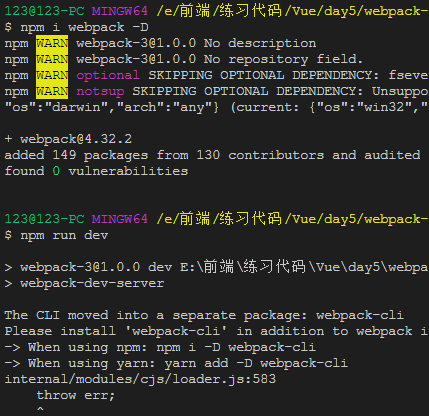 123@123-PC MINGW64 /e/前端/练习代码/Vue/day5/webpack-
$ npm i webpack -D
npm WARN webpack-3@1.0.0 No description
npm WARN webpack-3@1.0.0 No repository field.
npm WARN optional SKIPPING OPTIONAL DEPENDENCY: fseve
npm WARN notsup SKIPPING OPTIONAL DEPENDENCY: Unsuppo
"os":"darwin","arch":"any"} (current: {"os":"win32","
+ webpack@4.32.2
added 149 packages from 130 contributors and audited
found 0 vulnerabilities
123@123-PC MINGW64 /e/前端/练习代码/Vue/day5/webpack-
$ npm run dev
> webpack-3@1.0.0 dev E:\前端\练习代码\Vue\day5\webpa
> webpack-dev-server
The CLI moved into a separate package: webpack-cli
Please install 'webpack-cli' in addition to webpack i
-> When using npm: npm i -D webpack-cli
-> When using yarn: yarn add -D webpack-cli
internal/modules/cjs/loader.js:583
throw err;
^